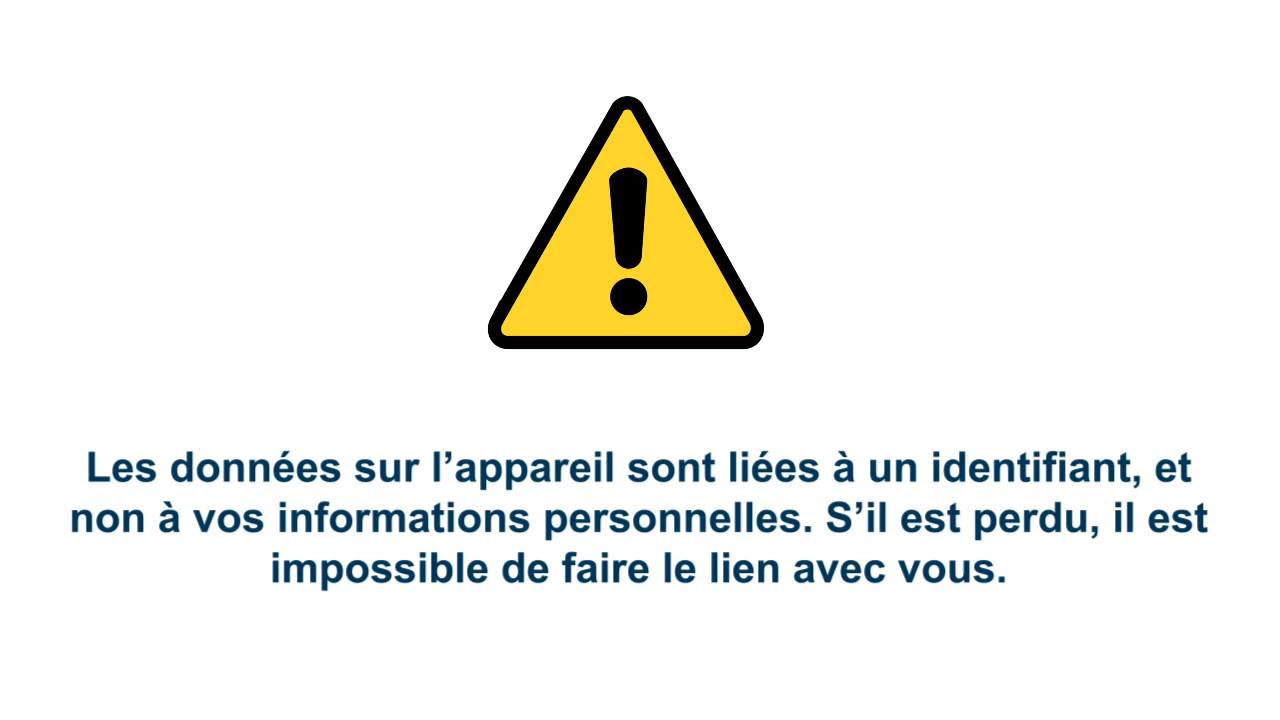 Les données sur l’appareil sont liées à un identifiant, et
non à vos informations personnelles. S’il est perdu, il est
impossible de faire le lien avec vous.